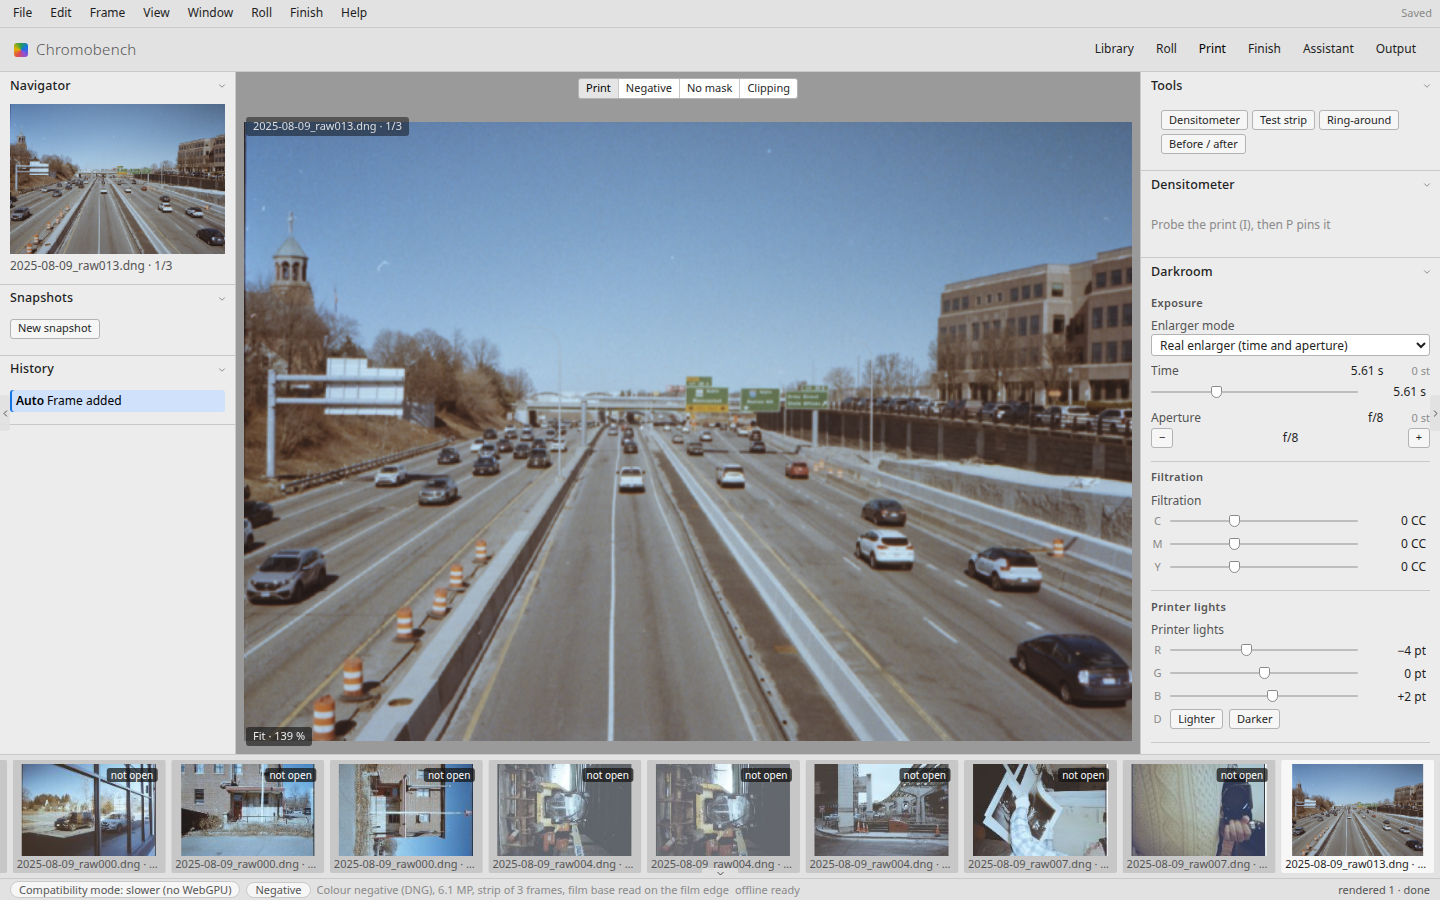 File Edit Frame View Window Roll Finish Help Saved
Chromobench
Library Roll Print Finish Assistant Output
Navigator
2025-08-09_raw013.dng · 1/3
Snapshots
New snapshot
History
Auto Frame added
Print Negative No mask Clipping
2025-08-09_raw013.dng · 1/3
Fit · 139 %
Tools
Densitometer Test strip Ring-around
Before / after
Densitometer
Probe the print (I), then P pins it
Darkroom
Exposure
Enlarger mode
Real enlarger (time and aperture)
Time 5.61 s 0 st
5.61 s
Aperture f/8 0 st
− f/8 +
Filtration
Filtration
C 0 CC
M 0 CC
Y 0 CC
Printer lights
Printer lights
R −4 pt
G 0 pt
B +2 pt
D Lighter Darker
not open not open not open not open not open not open not open not open
2025-08-09_raw000.dng · ... 2025-08-09_raw000.dng · ... 2025-08-09_raw000.dng · ... 2025-08-09_raw004.dng · ... 2025-08-09_raw004.dng · ... 2025-08-09_raw004.dng · ... 2025-08-09_raw007.dng · ... 2025-08-09_raw007.dng · ... 2025-08-09_raw013.dng · ...
Compatibility mode: slower (no WebGPU) Negative Colour negative (DNG), 6.1 MP, strip of 3 frames, film base read on the film edge offline ready rendered 1 · done